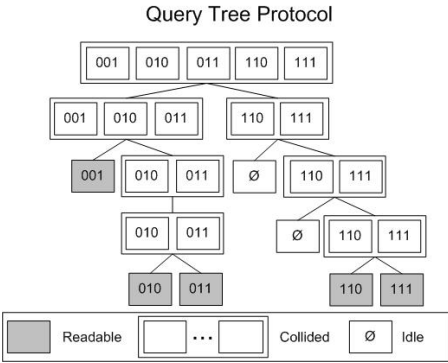 Query Tree Protocol
001 010 011 110 111
001 010 011 110 111
001 010 011 Ø 110 111
010 011 Ø 110 111
010 011 110 111
Readable ... Collided Ø Idle